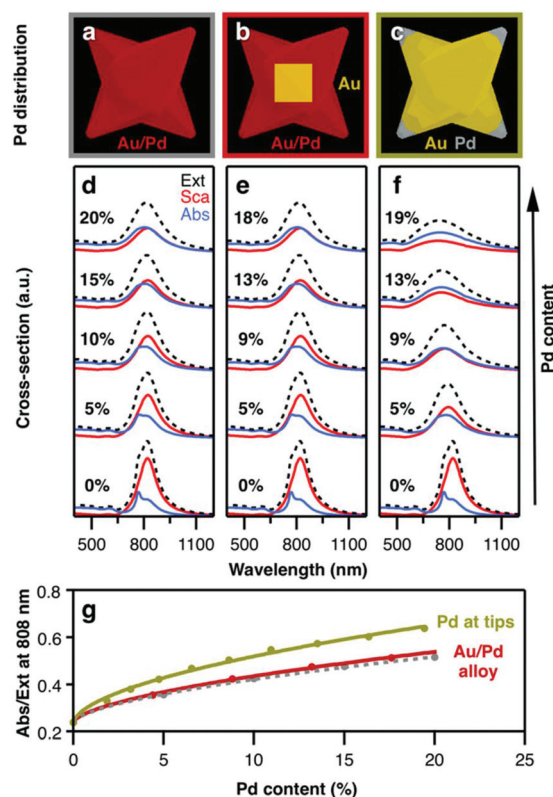 Pd distribution
a
Au/Pd
b
Au
Au/Pd
c
Au Pd
Cross-section (a.u.)
d
Ext
Sca
Abs
20%
15%
10%
5%
0%
e
18%
13%
9%
5%
0%
f
19%
13%
9%
5%
0%
Pd content
500 800 1100 500 800 1100 500 800 1100
Wavelength (nm)
Abs/Ext at 808 nm
g
0.8
0.6
0.4
0.2
Pd at tips
Au/Pd
alloy
0 5 10 15 20 25
Pd content (%)